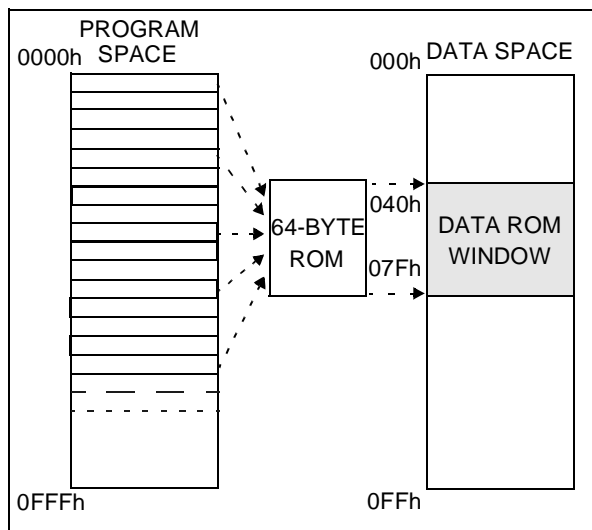 PROGRAM
SPACE
0000h
000h
DATA SPACE
64-BYTE
ROM
040h
07Fh
DATA ROM
WINDOW
0FFFh
0FFh